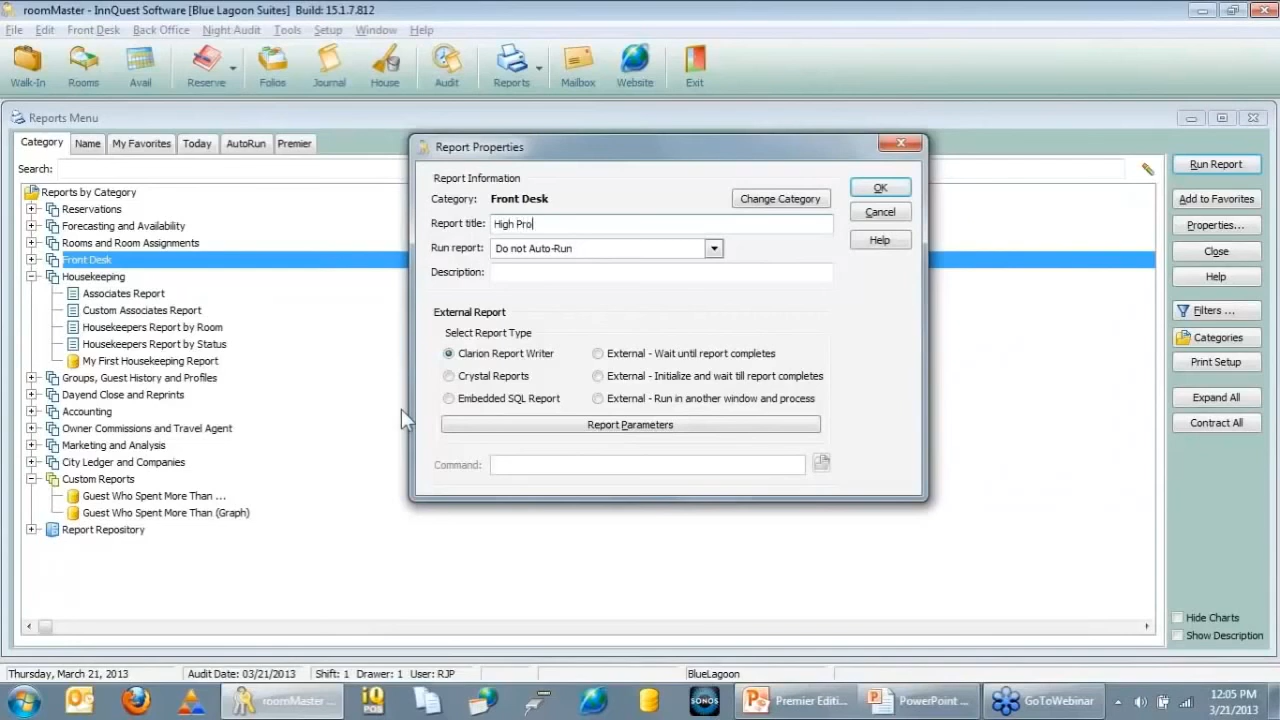 roomMaster - InnQuest Software [Blue Lagoon Suites] Build: 15.1.7.812
File Edit Front Desk Back Office Night Audit Tools Setup Window Help
Walk-In Rooms Avail Reserve Folios Journal House Audit Reports Mailbox Website Exit
Reports Menu
Category Name My Favorites Today AutoRun Premier
Search:
Reports by Category
Reservations
Forecasting and Availability
Rooms and Room Assignments
Front Desk
Housekeeping
Associates Report
Custom Associates Report
Housekeepers Report by Room
Housekeepers Report by Status
My First Housekeeping Report
Groups, Guest History and Profiles
Dayend Close and Reprints
Accounting
Owner Commissions and Travel Agent
Marketing and Analysis
City Ledger and Companies
Custom Reports
Guest Who Spent More Than ...
Guest Who Spent More Than (Graph)
Report Repository
Report Properties
Report Information
Category: Front Desk Change Category
Report title: High Pro
Run report: Do not Auto-Run
Description:
OK
Cancel
Help
External Report
Select Report Type
Clarion Report Writer External - Wait until report completes
Crystal Reports External - Initialize and wait till report completes
Embedded SQL Report External - Run in another window and process
Report Parameters
Command:
Run Report
Add to Favorites
Properties...
Close
Help
Filters ...
Categories
Print Setup
Expand All
Contract All
Hide Charts
Show Description
Thursday, March 21, 2013 Audit Date: 03/21/2013 Shift: 1 Drawer: 1 User: RJP BlueLagoon
roomMaster ... iQ POS SONOS Premier Editi... PowerPoint ... GoToWebinar 12:05 PM
3/21/2013